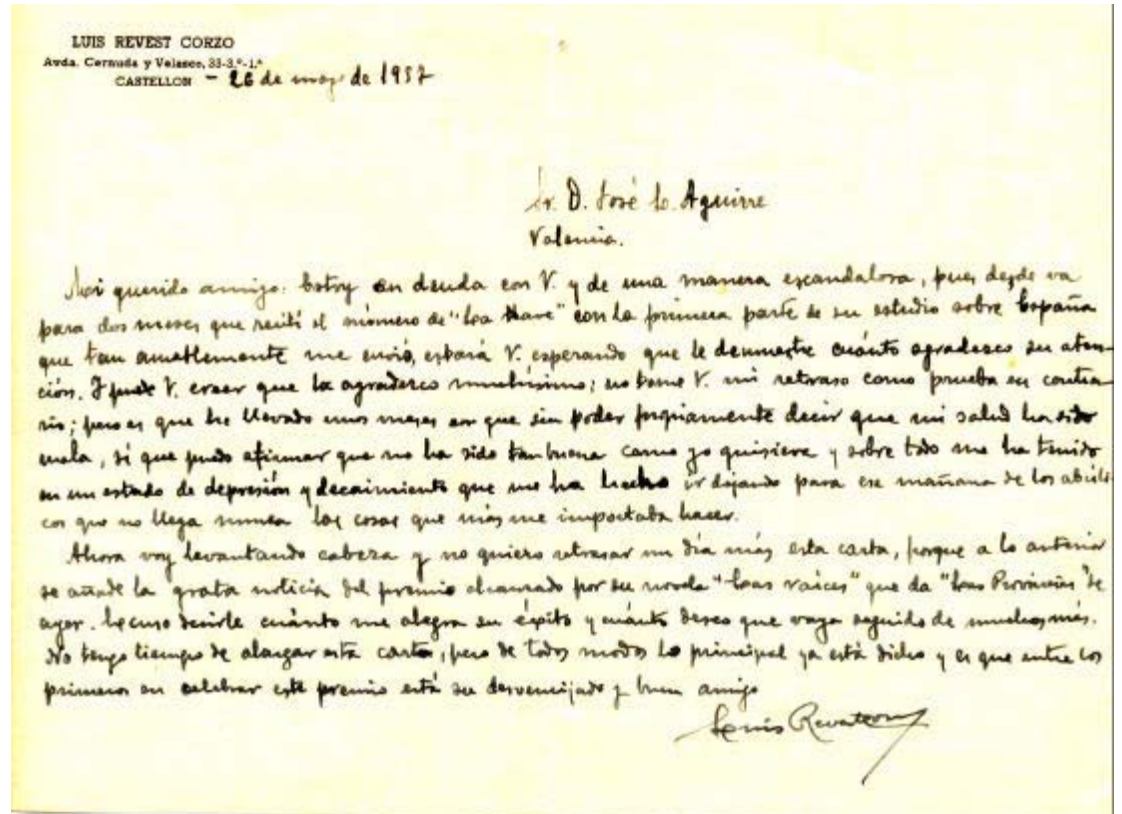 LUIS REVEST CORZO
Avda. Cernuda y Velasco, 33-3.º-1.ª
CASTELLON - 26 de mayo de 1957
Sr. D. José L. Aguirre
Valencia.
Mi querido amigo: Estoy en deuda con V. y de una manera escandalosa, pues desde va
para dos meses que recibí el número de "La Nave" con la primera parte de su estudio sobre España
que tan amablemente me envió, estará V. esperando que le demuestre cuánto agradezco su aten-
ción. Y puede V. creer que la agradezco muchísimo; no tome V. mi retraso como prueba en contra-
rio; pero es que he llevado unos meses en que sin poder propiamente decir que mi salud ha sido
mala, sí que puedo afirmar que no ha sido tan buena como yo quisiera y sobre todo me ha tenido
en un estado de depresión y decaimiento que me ha hecho ir dejando para ese mañana de los abúli-
cos que no llega nunca las cosas que más me importaba hacer.
Ahora voy levantando cabeza y no quiero retrasar un día más esta carta, porque a lo anterior
se añade la grata noticia del premio alcanzado por su novela "Las raíces" que da "Las Provincias" de
ayer. decirle cuánto me alegra su éxito y cuánto deseo que vaya seguido de muchos más.
No tengo tiempo de alargar esta carta, pero de todos modos lo principal ya está dicho y es que entre los
primeros en celebrar este premio está su desvencijado y buen amigo
Luis Revest Corzo